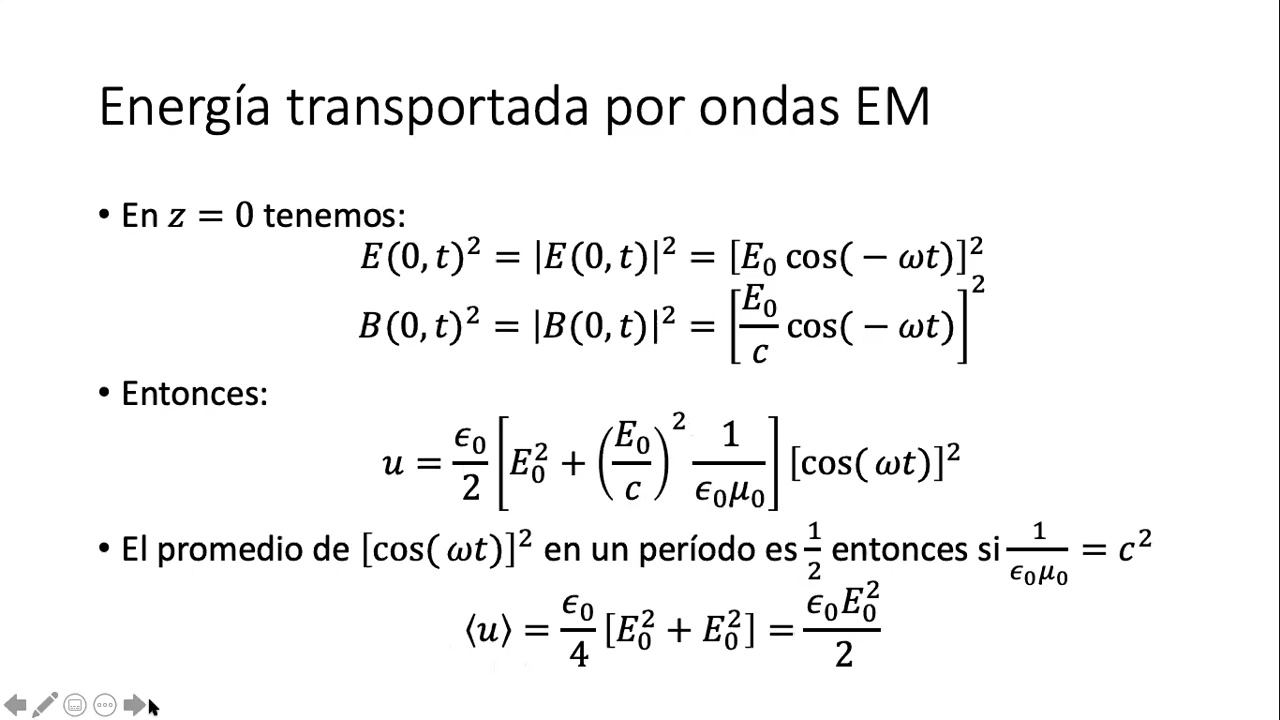 Energía transportada por ondas EM
• En z = 0 tenemos:
E(0, t)² = |E(0, t)|² = [E₀ cos(− ωt)]²
B(0, t)² = |B(0, t)|² = [E₀/c cos(− ωt)]²
• Entonces:
u = ϵ₀/2 [E₀² + (E₀/c)² 1/(ϵ₀μ₀)] [cos( ωt)]²
• El promedio de [cos( ωt)]² en un período es 1/2 entonces si 1/(ϵ₀μ₀) = c²
⟨u⟩ = ϵ₀/4 [E₀² + E₀²] = ϵ₀E₀²/2